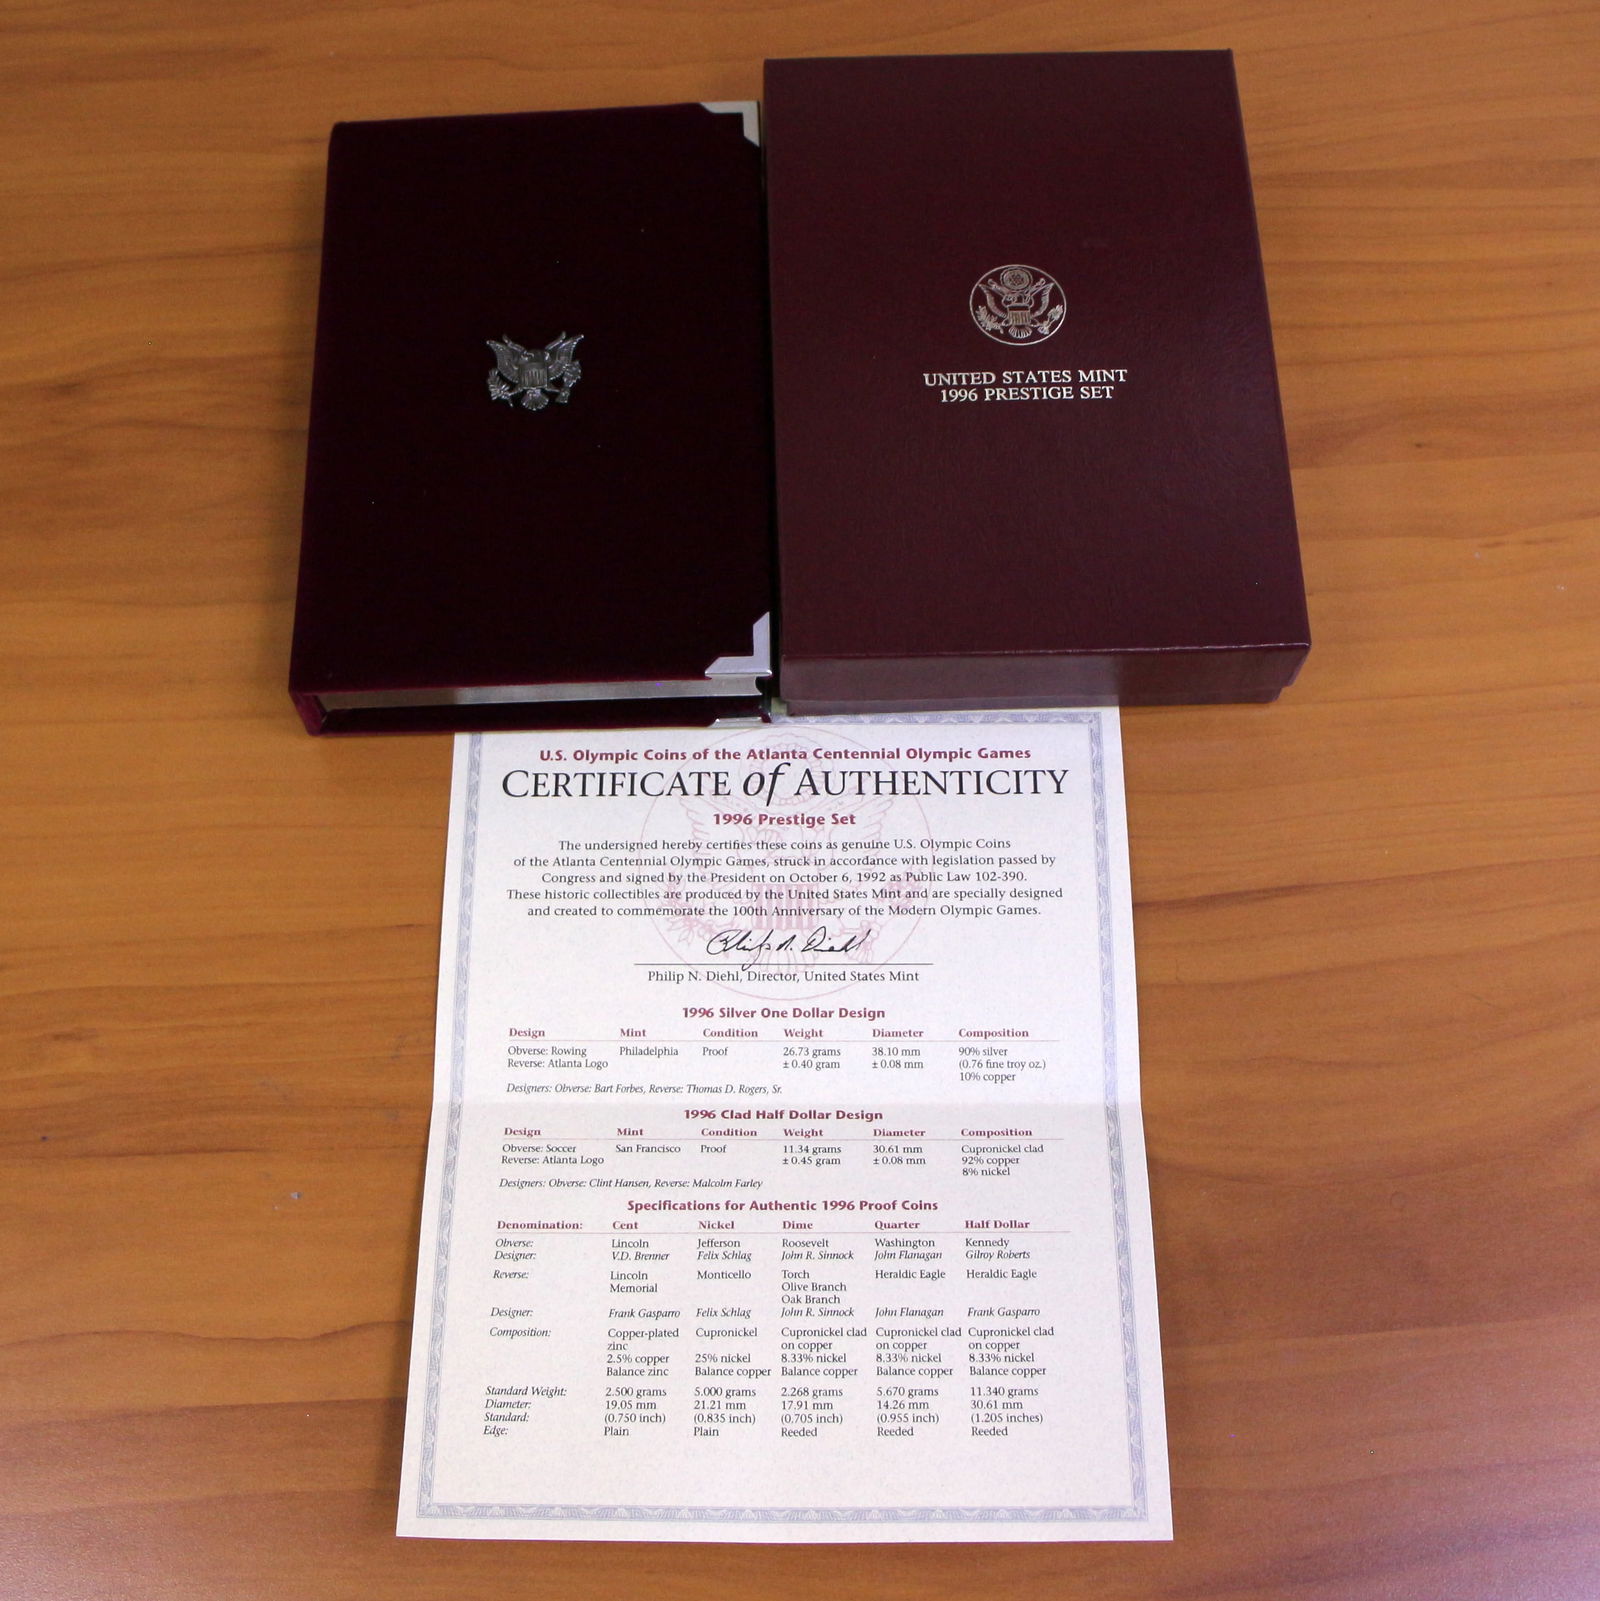 UNITED STATES MINT
1996 PRESTIGE SET
U.S. Olympic Coins of the Atlanta Centennial Olympic Games
CERTIFICATE of AUTHENTICITY
1996 Prestige Set
The undersigned hereby certifies these coins as genuine U.S. Olympic Coins
of the Atlanta Centennial Olympic Games, struck in accordance with legislation passed by
Congress and signed by the President on October 6, 1992 as Public Law 102-390.
These historic collectibles are produced by the United States Mint and are specially designed
and created to commemorate the 100th Anniversary of the Modern Olympic Games.
Philip N. Diehl
Philip N. Diehl, Director, United States Mint
1996 Silver One Dollar Design
Design Mint Condition Weight Diameter Composition
Obverse: Rowing Philadelphia Proof 26.73 grams 38.10 mm 90% silver
Reverse: Atlanta Logo ± 0.40 gram ± 0.08 mm (0.76 fine troy oz.)
10% copper
Designers: Obverse: Bart Forbes, Reverse: Thomas D. Rogers, Sr.
1996 Clad Half Dollar Design
Design Mint Condition Weight Diameter Composition
Obverse: Soccer San Francisco Proof 11.34 grams 30.61 mm Cupronickel clad
Reverse: Atlanta Logo ± 0.45 gram ± 0.08 mm 92% copper
8% nickel
Designers: Obverse: Clint Hansen, Reverse: Malcolm Farley
Specifications for Authentic 1996 Proof Coins
Denomination: Cent Nickel Dime Quarter Half Dollar
Obverse: Lincoln Jefferson Roosevelt Washington Kennedy
Designer: V.D. Brenner Felix Schlag John R. Sinnock John Flanagan Gilroy Roberts
Reverse: Lincoln Monticello Torch Heraldic Eagle Heraldic Eagle
Memorial Olive Branch
Oak Branch
Designer: Frank Gasparro Felix Schlag John R. Sinnock John Flanagan Frank Gasparro
Composition: Copper-plated Cupronickel Cupronickel clad Cupronickel clad Cupronickel clad
zinc on copper on copper on copper
2.5% copper 25% nickel 8.33% nickel 8.33% nickel 8.33% nickel
Balance zinc Balance copper Balance copper Balance copper Balance copper
Standard Weight: 2.500 grams 5.000 grams 2.268 grams 5.670 grams 11.340 grams
Diameter: 19.05 mm 21.21 mm 17.91 mm 14.26 mm 30.61 mm
Standard: (0.750 inch) (0.835 inch) (0.705 inch) (0.955 inch) (1.205 inches)
Edge: Plain Plain Reeded Reeded Reeded